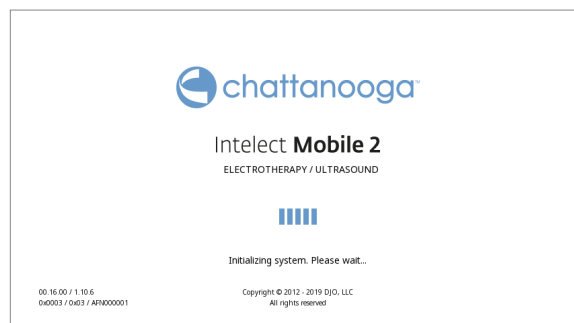 chattanooga™
Intelect Mobile 2
ELECTROTHERAPY / ULTRASOUND
Initializing system. Please wait...
00.16.00 / 1.10.6
0x0003 / 0x03 / AFN000001
Copyright © 2012 - 2019 DJO, LLC
All rights reserved